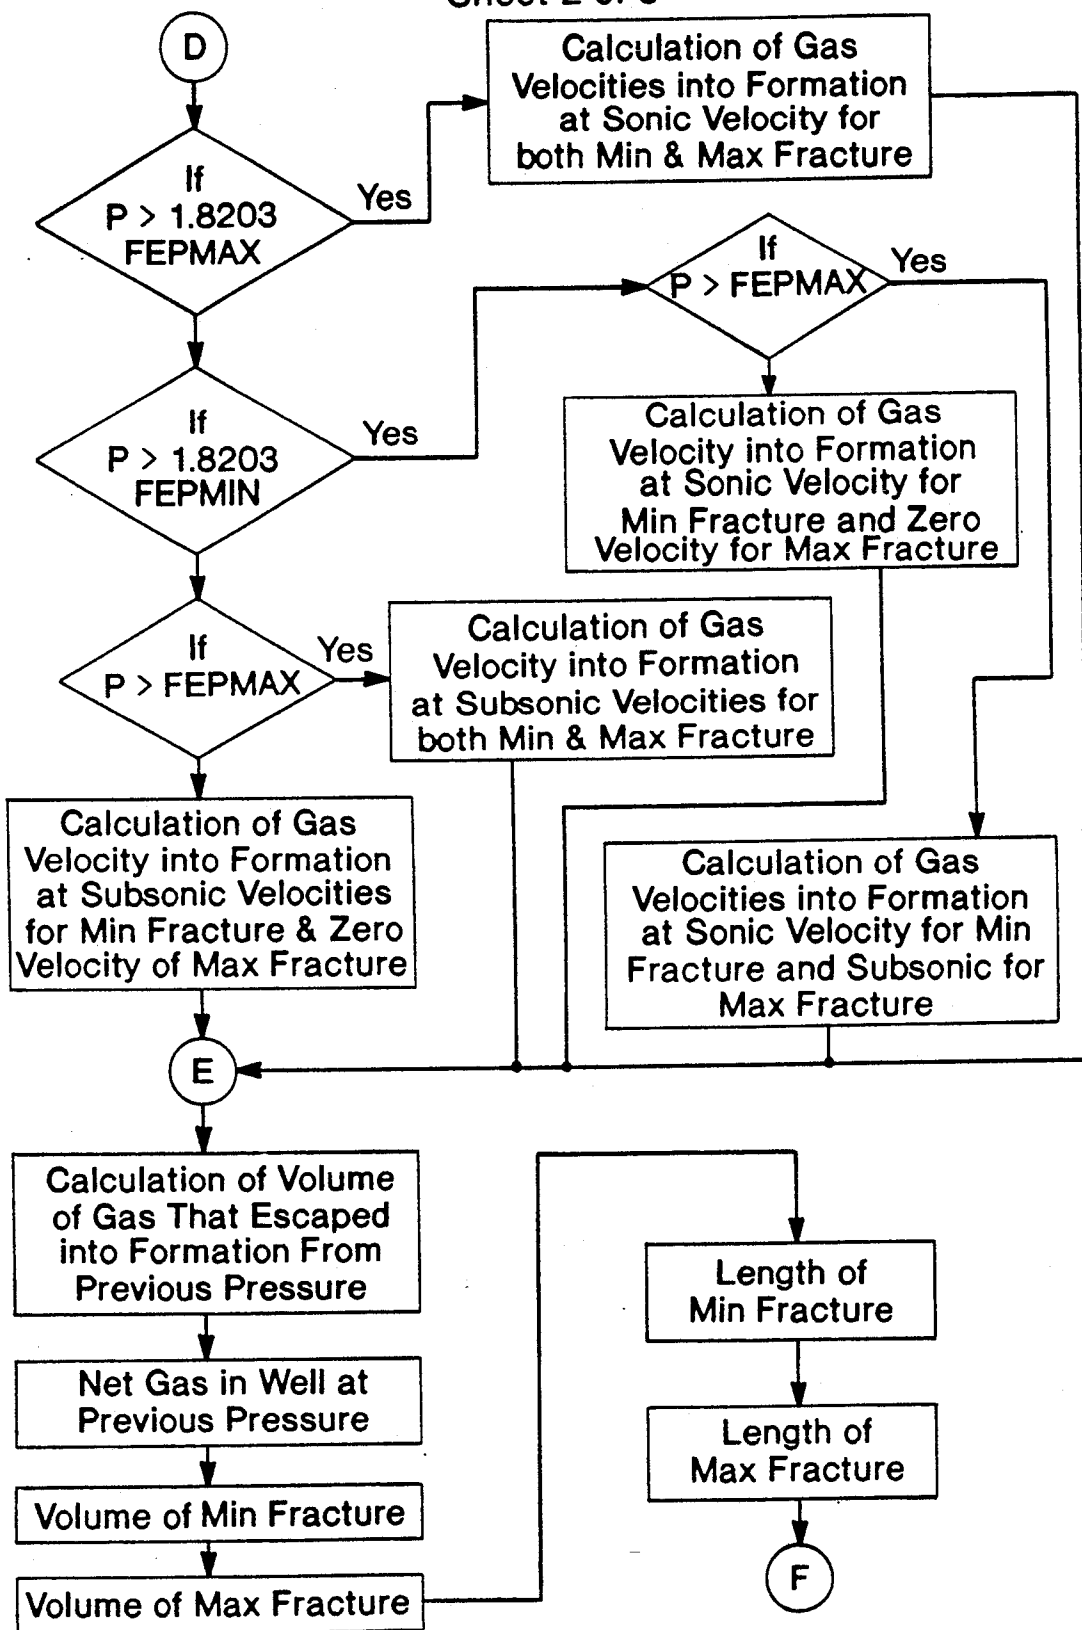 D
Calculation of Gas
Velocities into Formation
at Sonic Velocity for
both Min & Max Fracture
If
P > 1.8203
FEPMAX
Yes
If
P > FEPMAX
Yes
If
P > 1.8203
FEPMIN
Yes
Calculation of Gas
Velocity into Formation
at Sonic Velocity for
Min Fracture and Zero
Velocity for Max Fracture
If
P > FEPMAX
Yes
Calculation of Gas
Velocity into Formation
at Subsonic Velocities for
both Min & Max Fracture
Calculation of Gas
Velocity into Formation
at Subsonic Velocities
for Min Fracture & Zero
Velocity of Max Fracture
Calculation of Gas
Velocities into Formation
at Sonic Velocity for Min
Fracture and Subsonic for
Max Fracture
E
Calculation of Volume
of Gas That Escaped
into Formation From
Previous Pressure
Net Gas in Well at
Previous Pressure
Volume of Min Fracture
Volume of Max Fracture
Length of
Min Fracture
Length of
Max Fracture
F